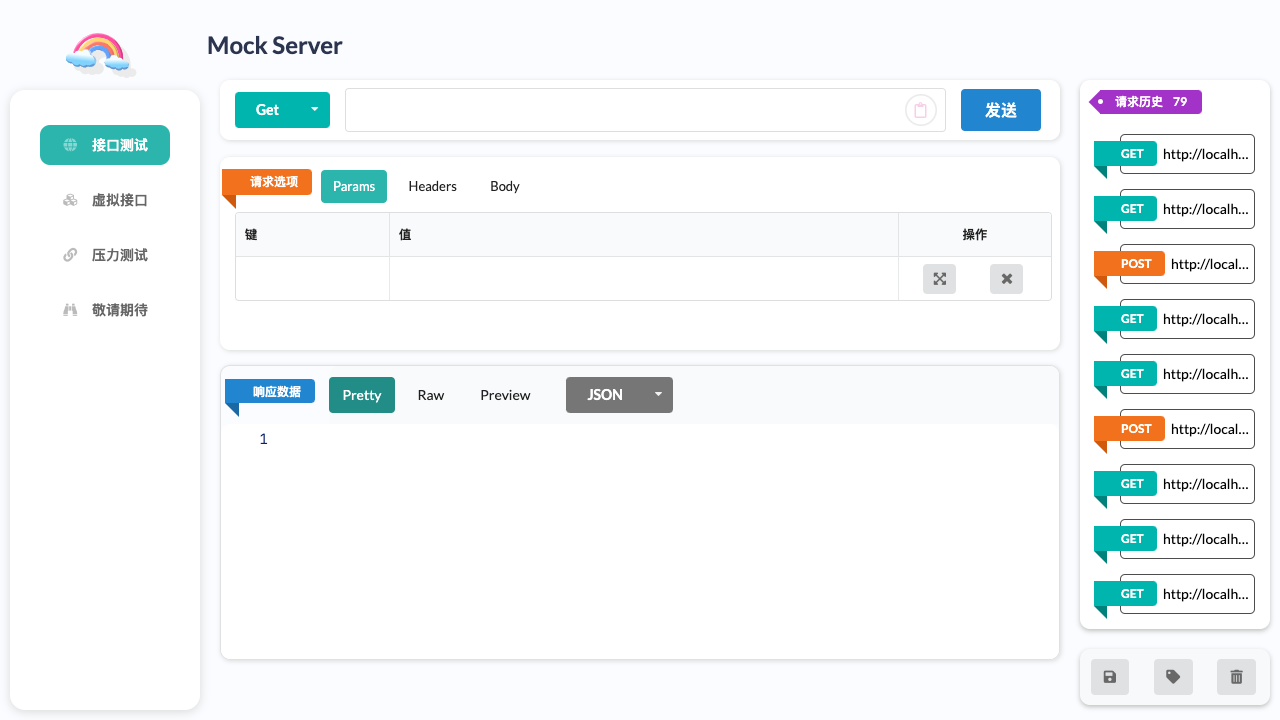 Mock Server
接口测试
虚拟接口
压力测试
敬请期待
Get
发送
请求选项
Params
Headers
Body
键
值
操作
响应数据
Pretty
Raw
Preview
JSON
1
请求历史 79
GET http://localh...
GET http://localh...
POST http://local...
GET http://localh...
GET http://localh...
POST http://local...
GET http://localh...
GET http://localh...
GET http://localh...